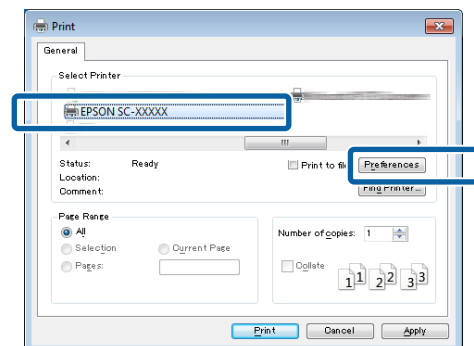 Print
General
Select Printer
EPSON SC-XXXXX
Status: Ready
Print to fi
Preferences
Location:
Comment:
Find Printer...
Page Range
All
Selection
Current Page
Pages:
Number of copies: 1
Collate
1 1 2 2 3 3
Print Cancel Apply